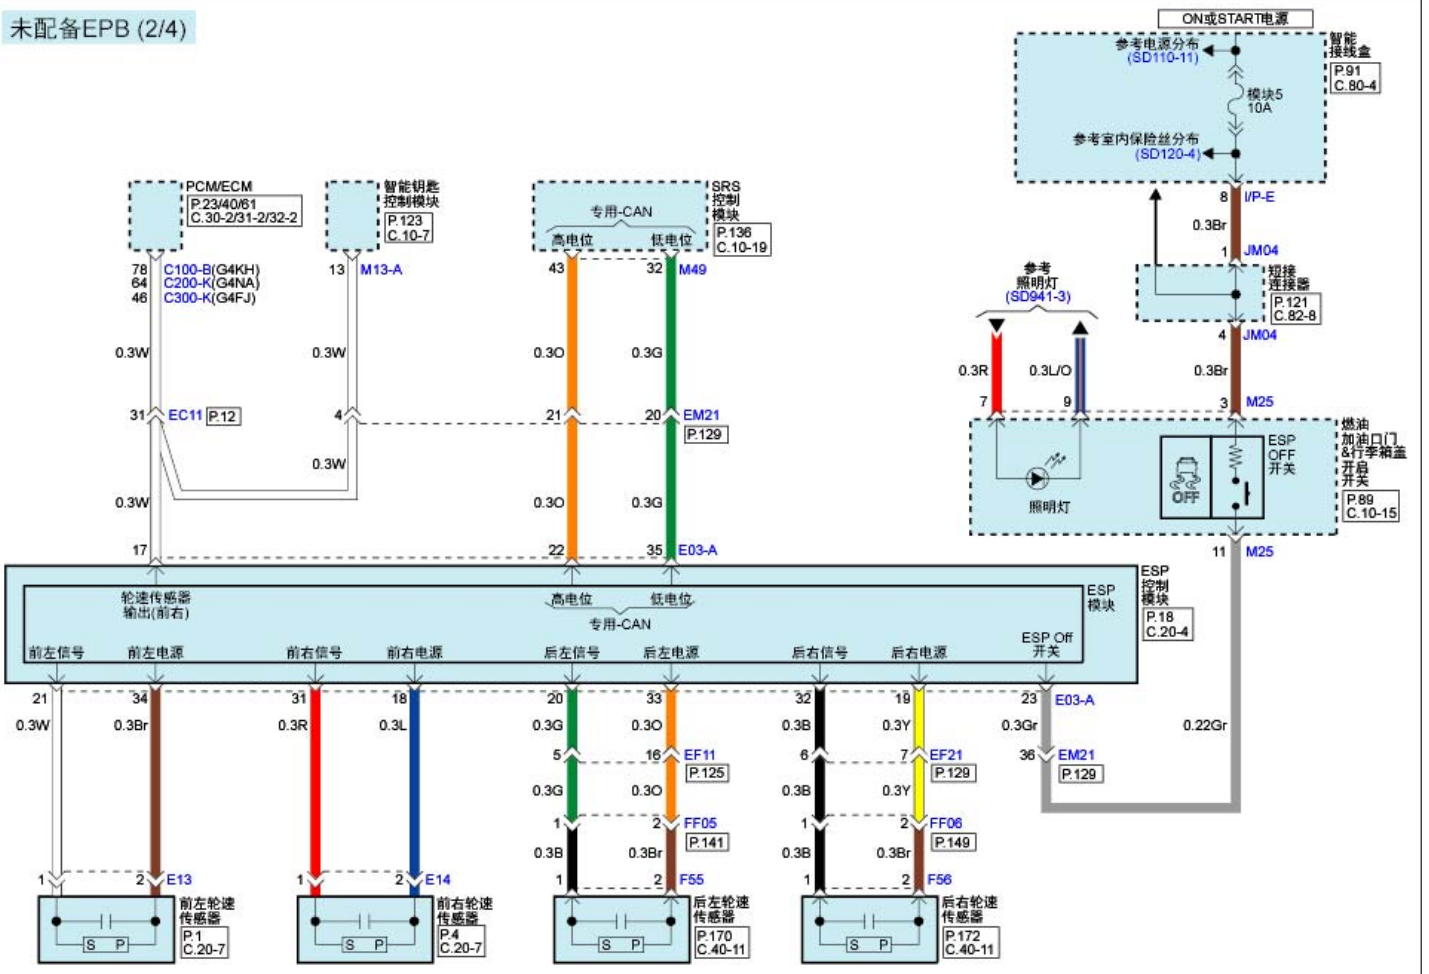 未配备EPB (2/4)
ON或START电源
参考电源分布
(SD110-11)
智能
接线盒
P.91
C.80-4
模块5
10A
参考室内保险丝分布
(SD120-4)
8 I/P-E
0.3Br
1 JM04
短接
连接器
P.121
C.82-8
4 JM04
0.3Br
3 M25
PCM/ECM
P.23/40/61
C.30-2/31-2/32-2
智能钥匙
控制模块
P.123
C.10-7
SRS
控制
模块
P.136
C.10-19
专用-CAN
高电位 低电位
78 C100-B(G4KH)
64 C200-K(G4NA)
46 C300-K(G4FJ)
13 M13-A
43 32 M49
参考
照明灯
(SD941-3)
0.3W 0.3W 0.3O 0.3G
0.3R 0.3L/O
7 9
31 EC11 P.12
4 21 20 EM21
P.129
0.3W
0.3W 0.3O 0.3G
17 22 35 E03-A
照明灯
OFF
ESP
OFF
开关
燃油
加油口门
&行李箱盖
开启
开关
P.89
C.10-15
11 M25
轮速传感器
输出(前右)
高电位 低电位
专用-CAN
ESP
模块
ESP
控制
模块
P.18
C.20-4
ESP Off
开关
前左信号 前左电源 前右信号 前右电源 后左信号 后左电源 后右信号 后右电源
21 34 31 18 20 33 32 19 23 E03-A
0.3W 0.3Br 0.3R 0.3L 0.3G 0.3O 0.3B 0.3Y 0.3Gr 0.22Gr
5 16 EF11 6 7 EF21 36 EM21
P.125 P.129 P.129
0.3G 0.3O 0.3B 0.3Y
1 2 FF05 1 2 FF06
P.141 P.149
0.3B 0.3Br 0.3B 0.3Br
1 2 E13 1 2 E14 1 2 F55 1 2 F56
S P
前左轮速
传感器
P.1
C.20-7
S P
前右轮速
传感器
P.4
C.20-7
S P
后左轮速
传感器
P.170
C.40-11
S P
后右轮速
传感器
P.172
C.40-11